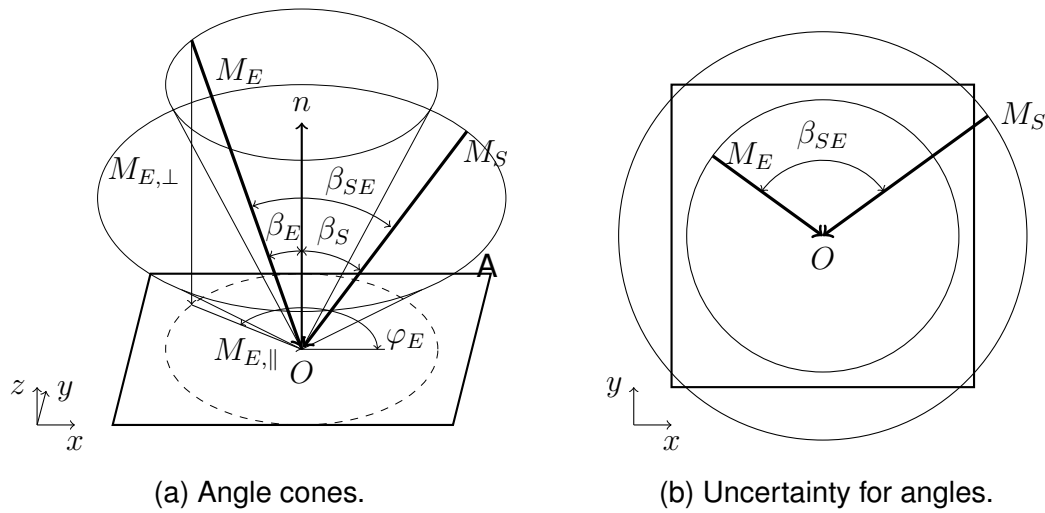 M_E
n
M_S
M_{E,⊥}
β_{SE}
β_E
β_S
A
φ_E
M_{E,∥}
O
z
y
x
(a) Angle cones.
M_S
β_{SE}
M_E
O
y
x
(b) Uncertainty for angles.